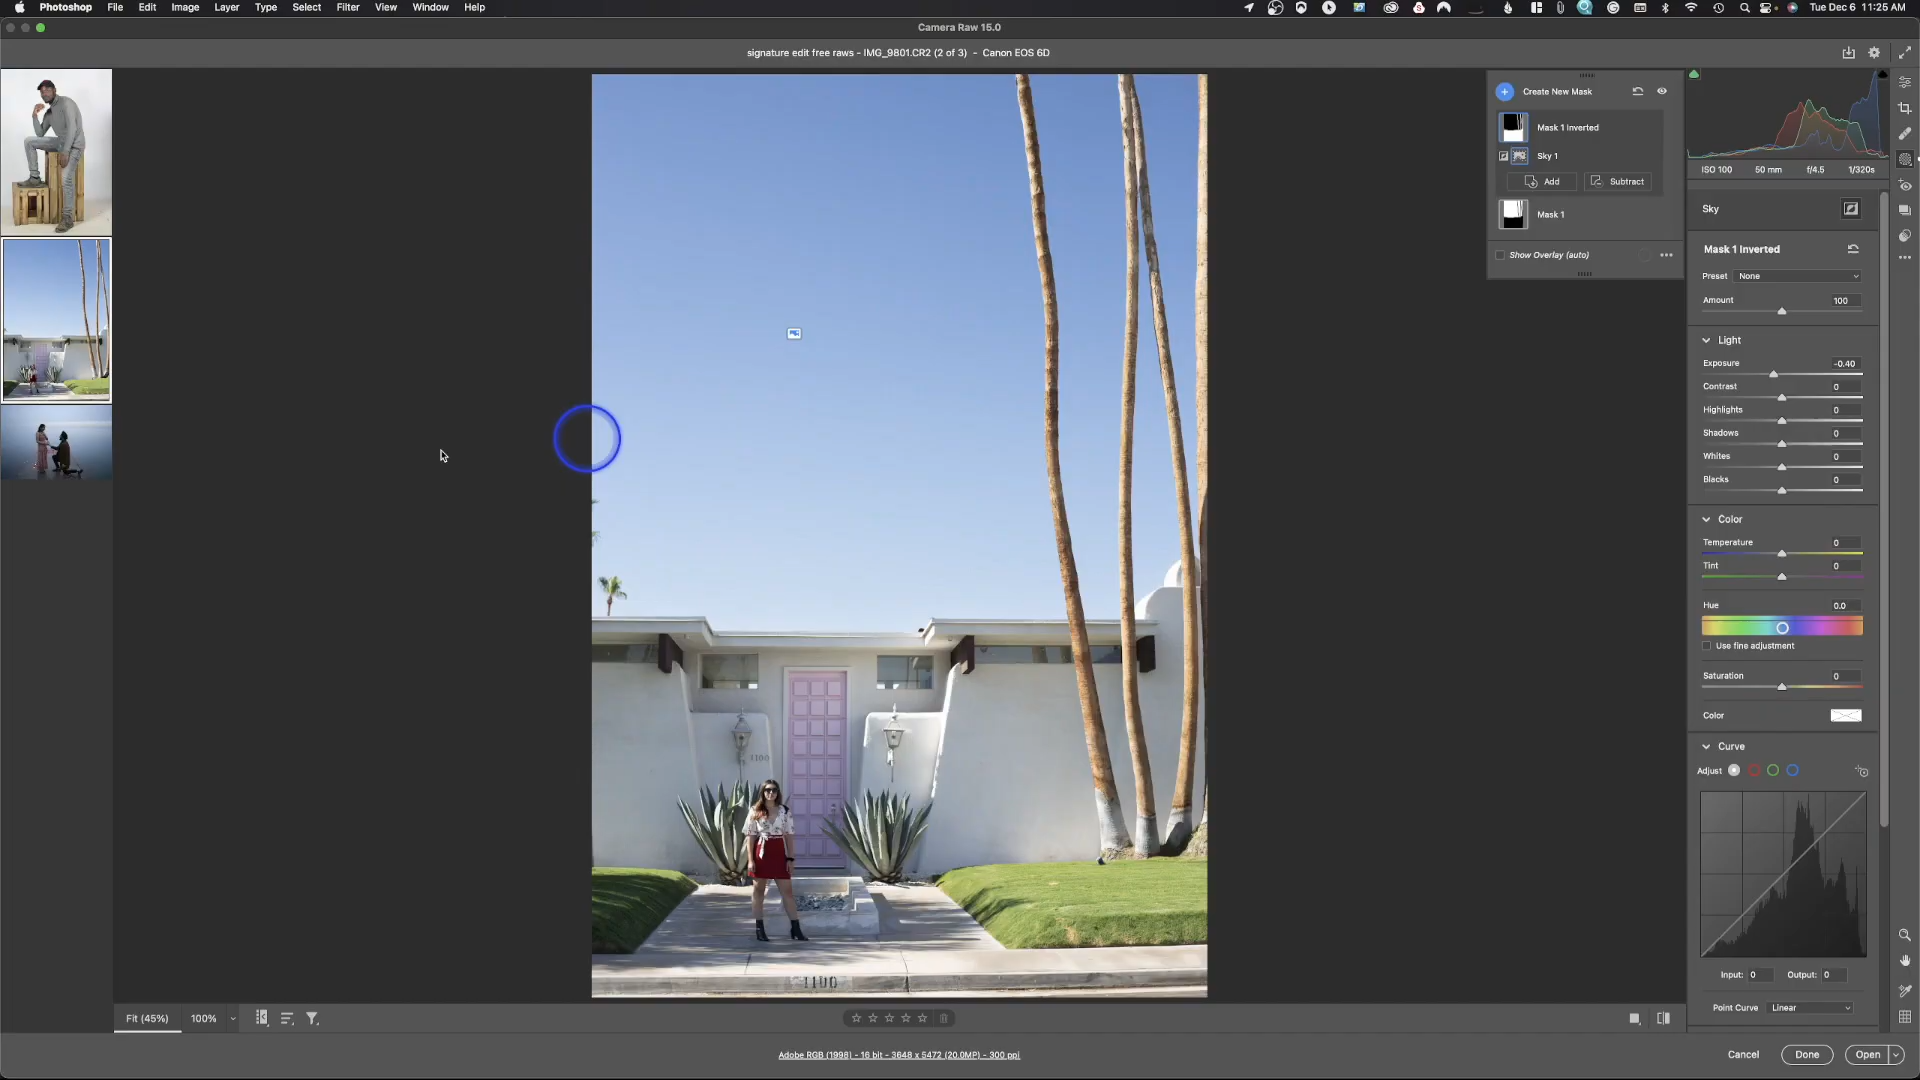 Photoshop File Edit Image Layer Type Select Filter View Window Help Tue Dec 6 11:25 AM
Camera Raw 15.0
signature edit free raws - IMG_9801.CR2 (2 of 3) - Canon EOS 6D
Create New Mask
Mask 1 Inverted
Sky 1
Add Subtract
Mask 1
Show Overlay (auto)
ISO 100 50 mm f/4.5 1/320s
Sky
Mask 1 Inverted
Preset None
Amount 100
Light
Exposure -0.40
Contrast 0
Highlights 0
Shadows 0
Whites 0
Blacks 0
Color
Temperature 0
Tint 0
Hue 0.0
Use fine adjustment
Saturation 0
Color
Curve
Adjust
Input: 0 Output: 0
Point Curve Linear
1100
1100
Fit (45%) 100%
Adobe RGB (1998) - 16 bit - 3648 x 5472 (20.0MP) - 300 ppi
Cancel Done Open